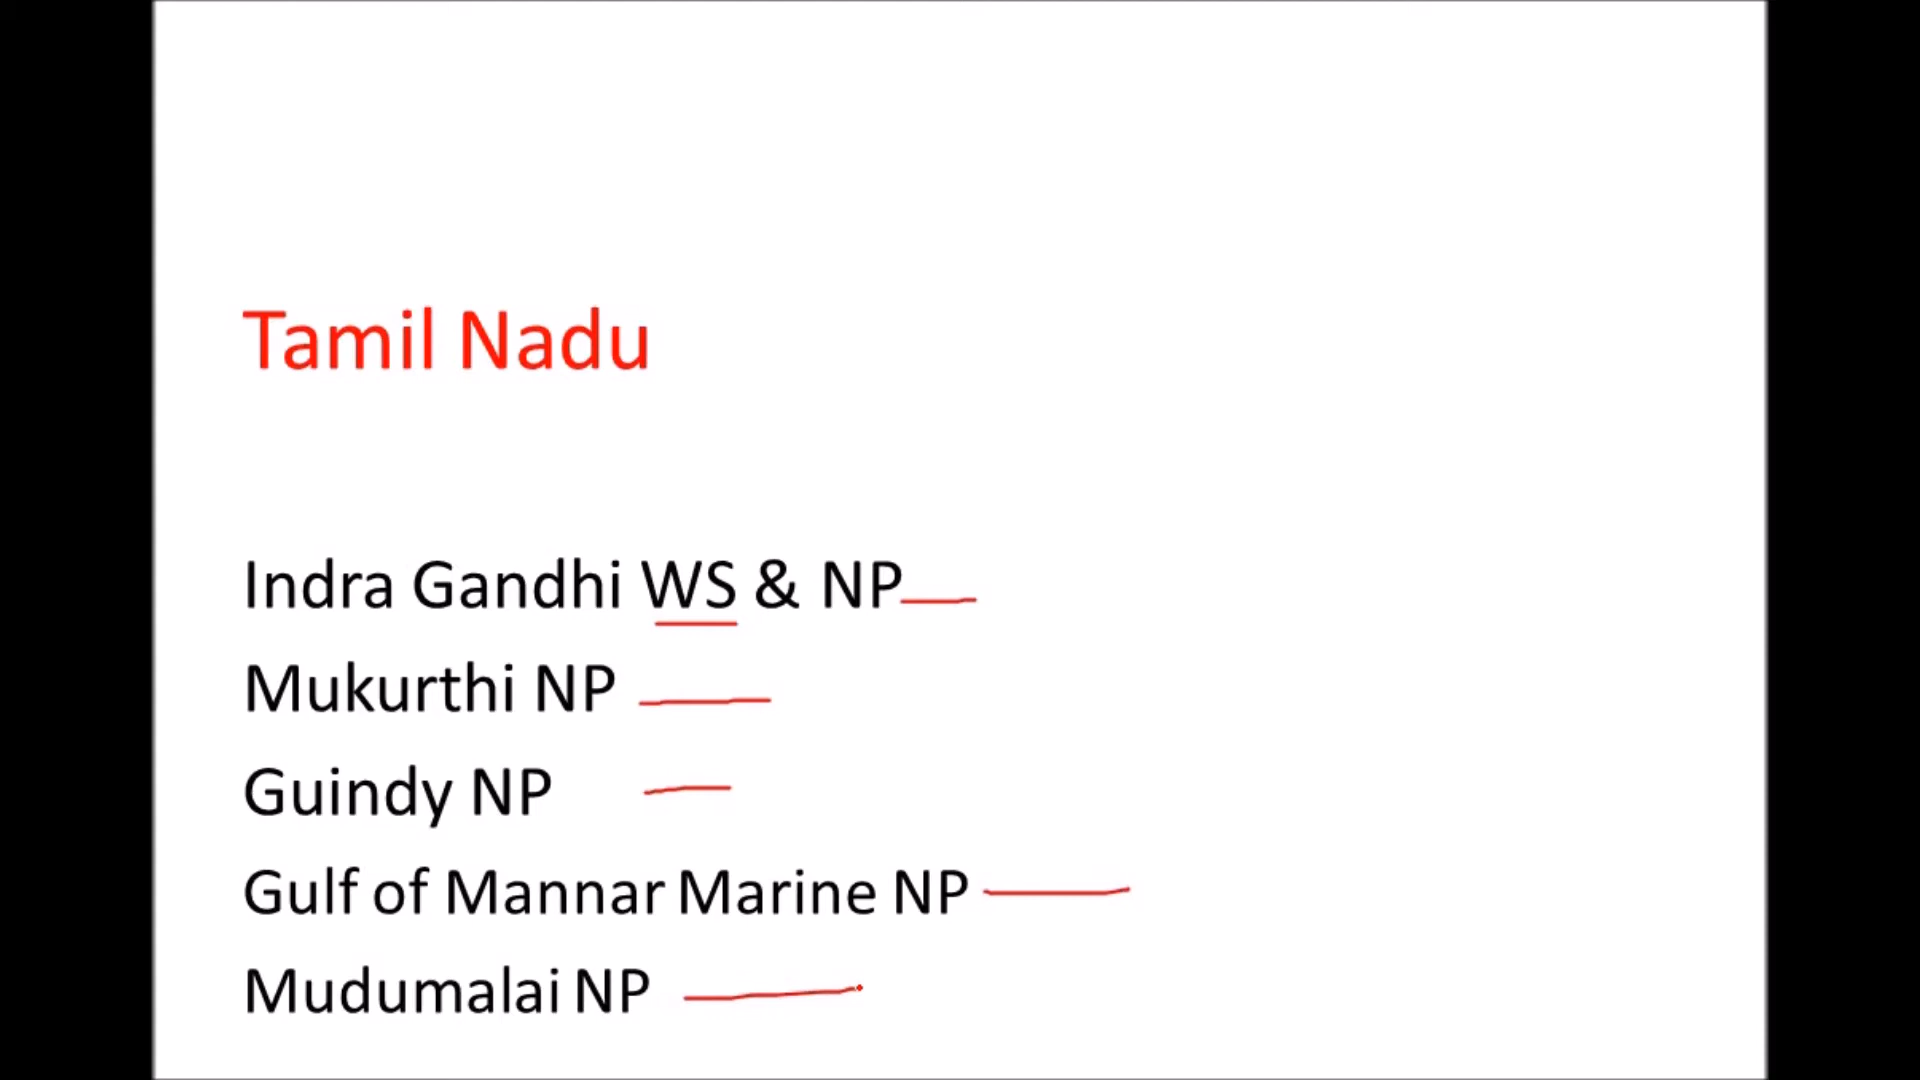 Tamil Nadu
Indra Gandhi WS & NP
Mukurthi NP
Guindy NP
Gulf of Mannar Marine NP
Mudumalai NP